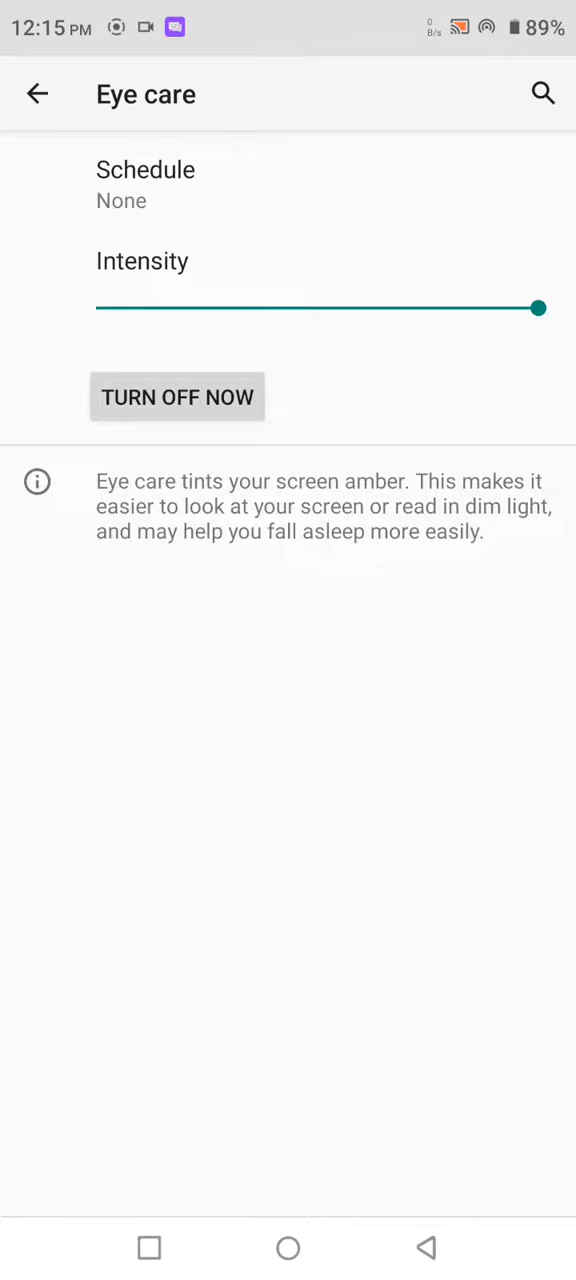 12:15 PM
0
B/s
89%
Eye care
Schedule
None
Intensity
TURN OFF NOW
Eye care tints your screen amber. This makes it
easier to look at your screen or read in dim light,
and may help you fall asleep more easily.